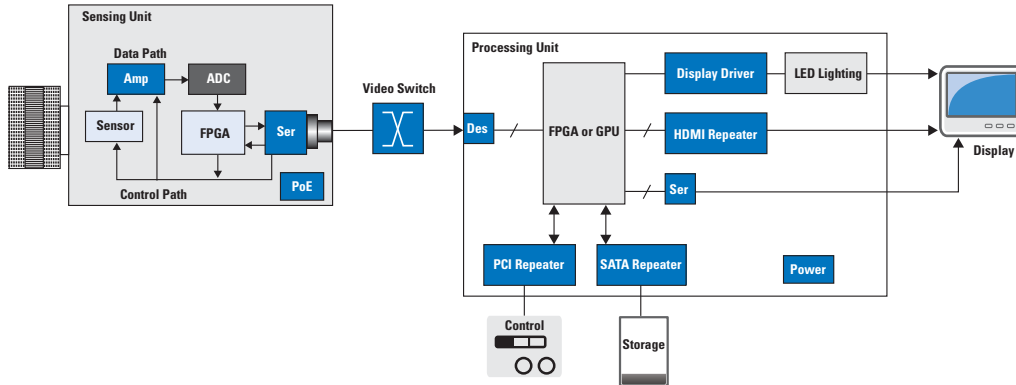 Sensing Unit
Data Path
Amp
ADC
Sensor
FPGA
Ser
Control Path
PoE
Video Switch
Processing Unit
Des
FPGA or GPU
Display Driver
LED Lighting
HDMI Repeater
Ser
Display
PCI Repeater
SATA Repeater
Power
Control
Storage